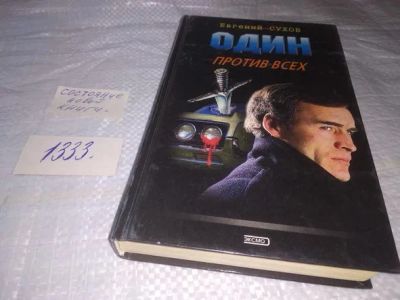 Евгений СУХОВ
ОДИН
ПРОТИВ ВСЕХ
состояние
новой
книги.
1333.
ЭКСМО